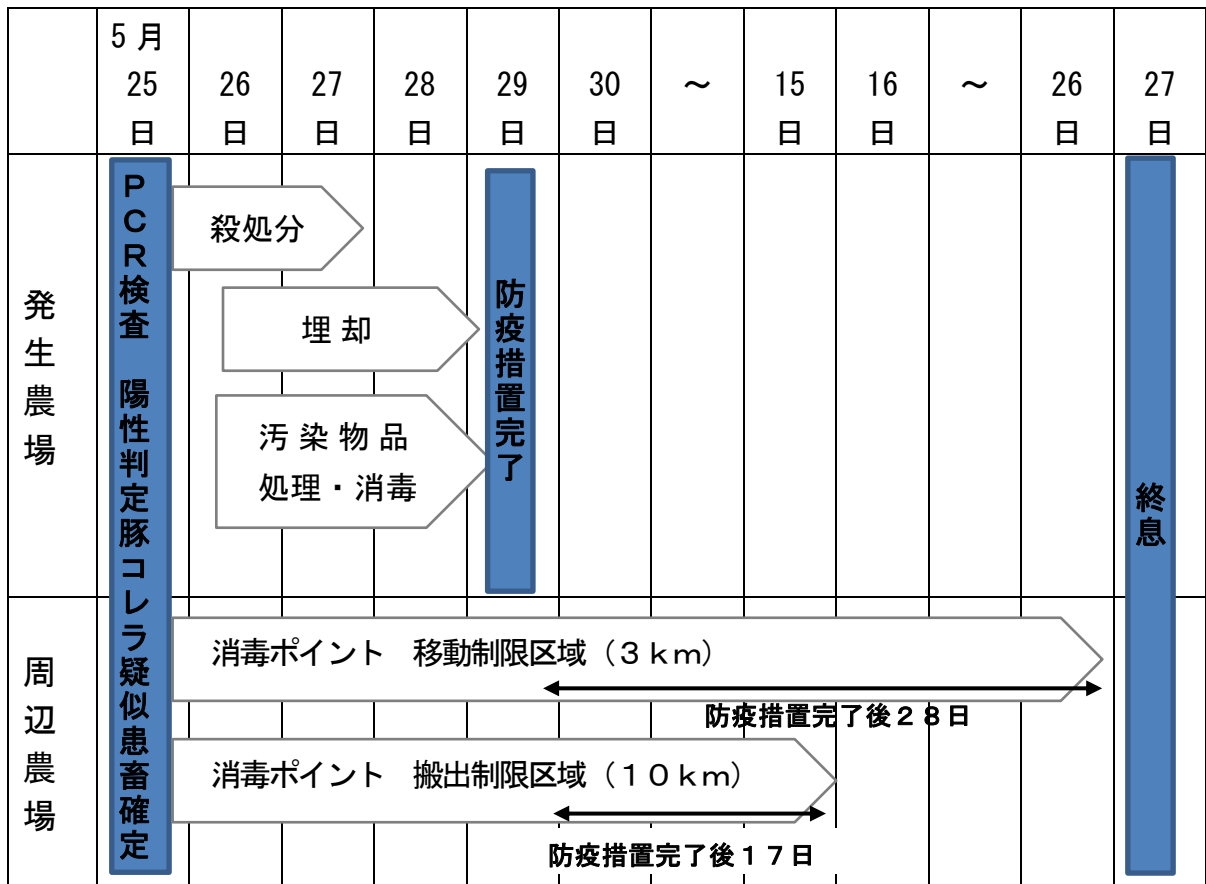 5月
25 26 27 28 29 30 ～ 15 16 ～ 26 27
日 日 日 日 日 日 日 日 日 日
発生農場
PCR検査 陽性判定豚コレラ疑似患畜確定
殺処分
埋却
汚染物品
処理・消毒
防疫措置完了
終息
周辺農場
消毒ポイント 移動制限区域（３ｋｍ）
防疫措置完了後２８日
消毒ポイント 搬出制限区域（１０ｋｍ）
防疫措置完了後１７日